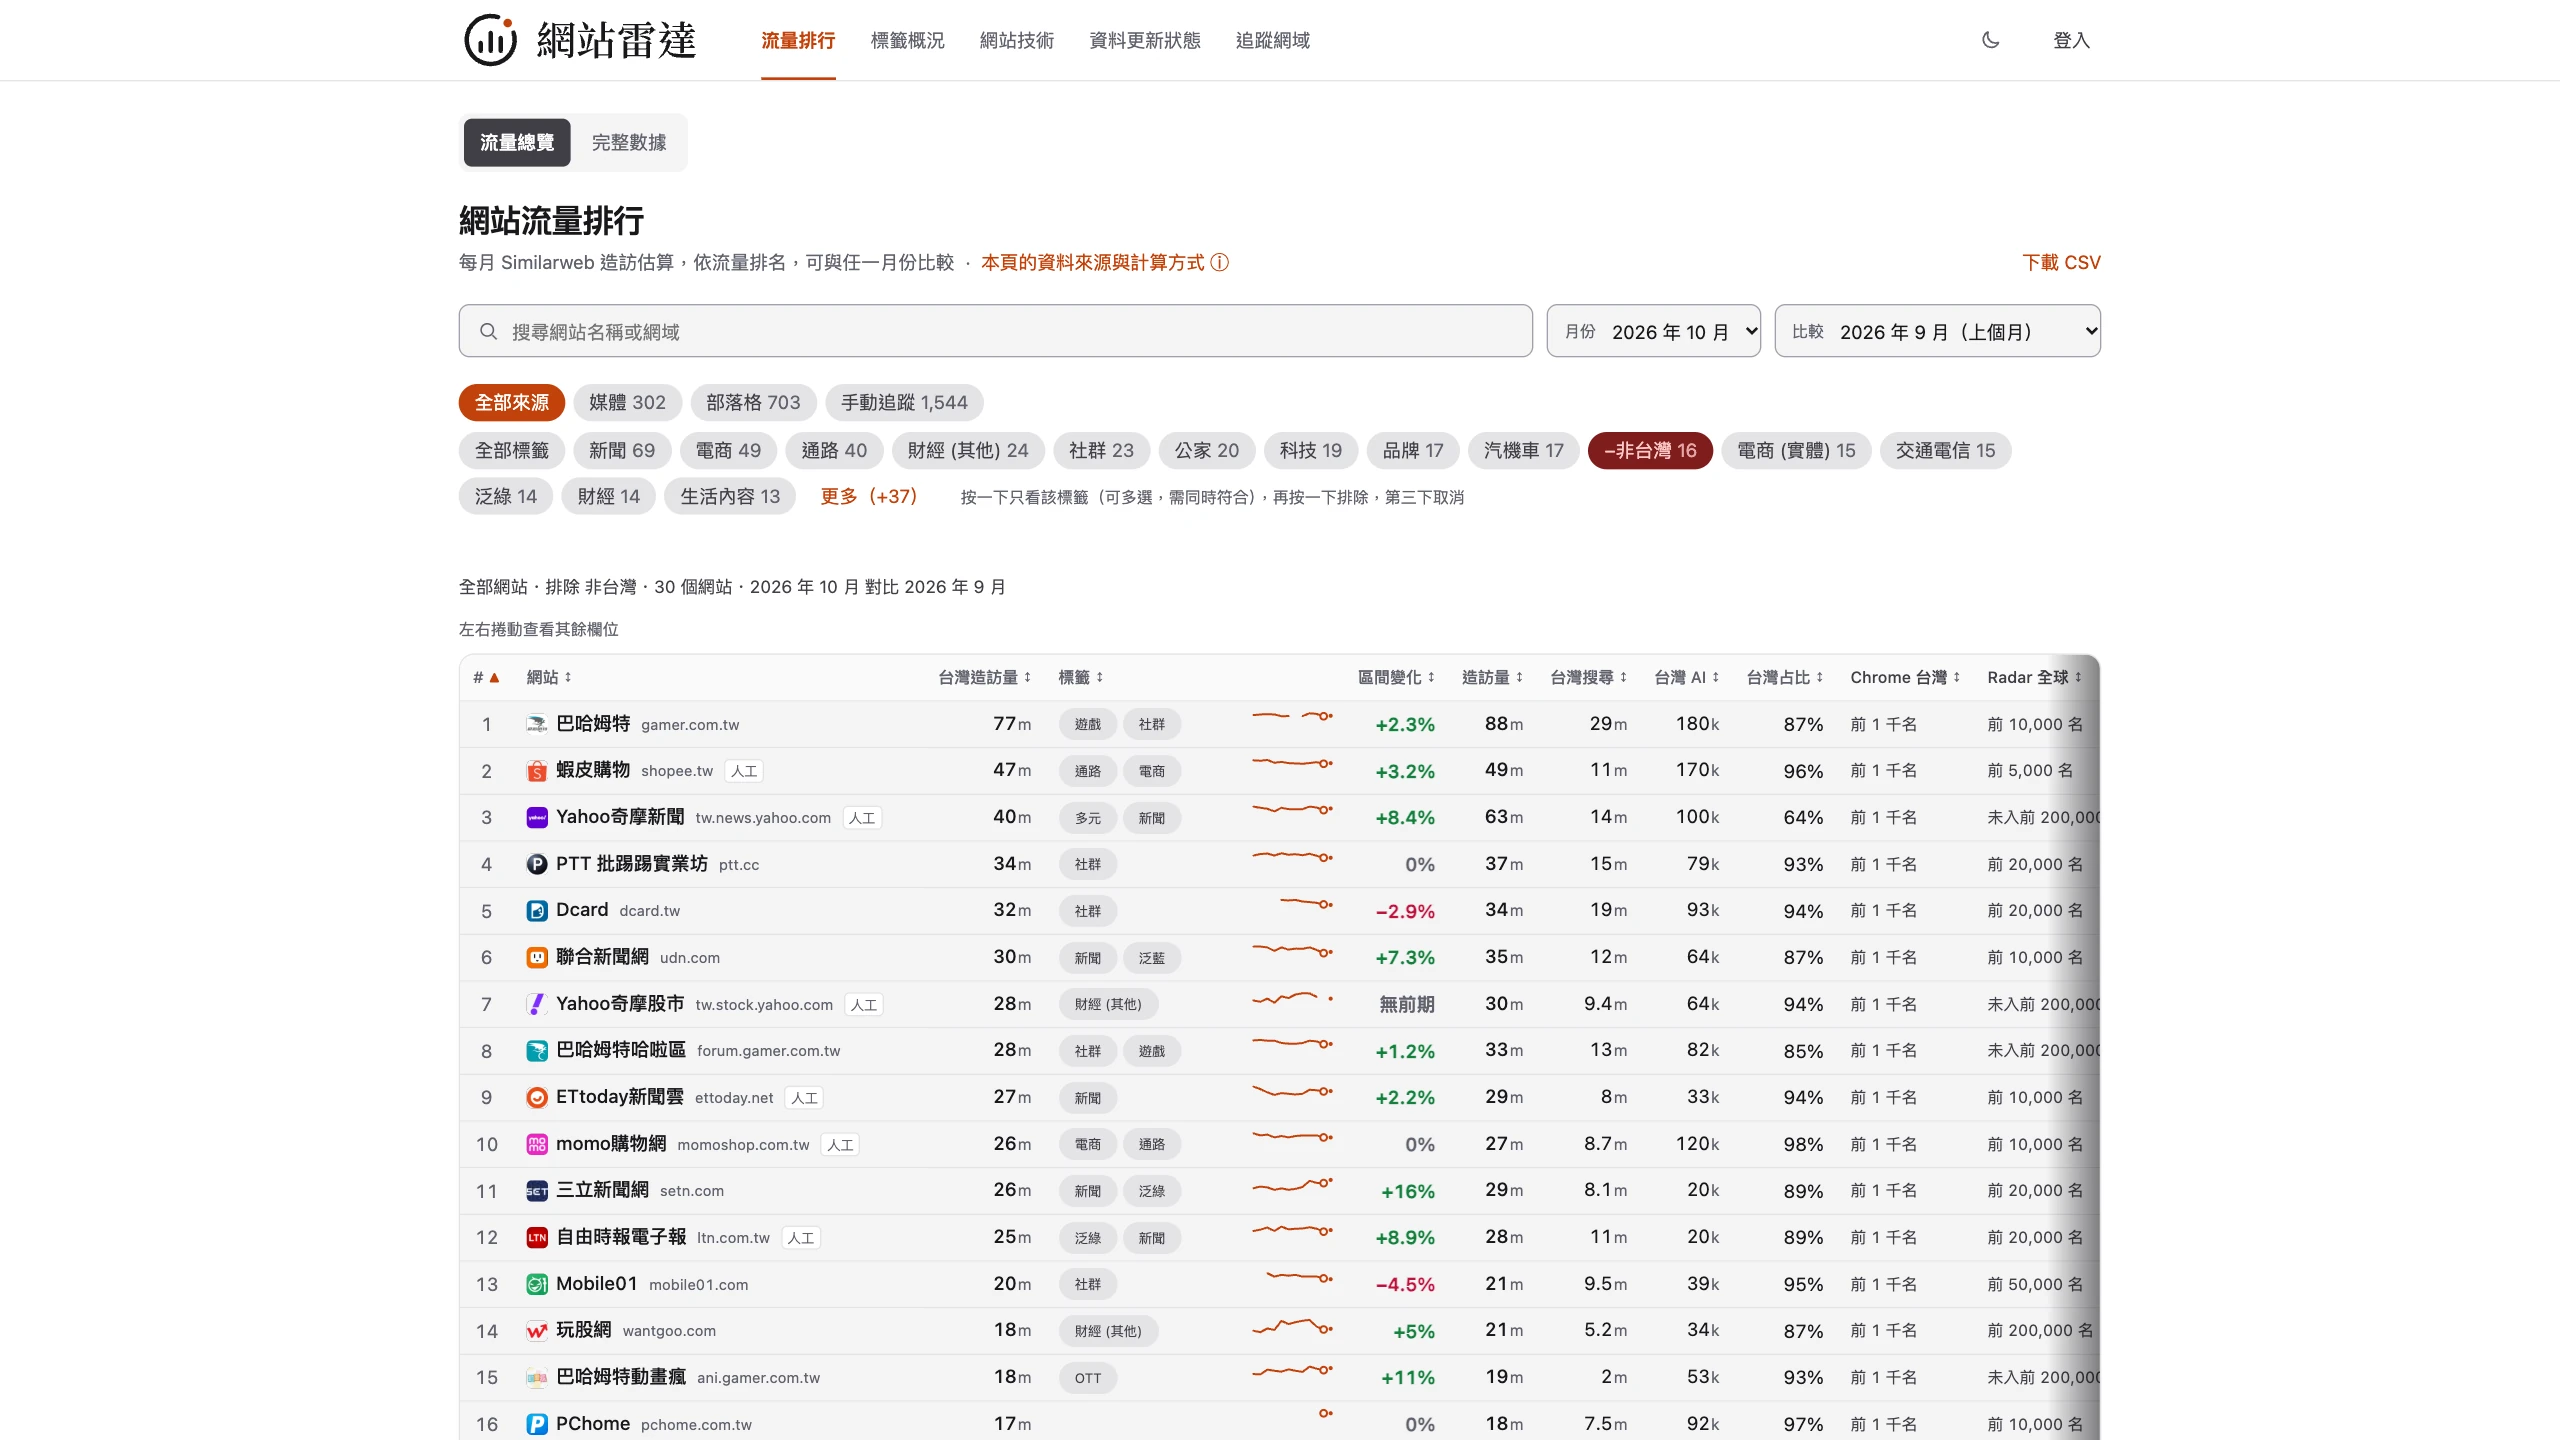 網站雷達 流量排行 標籤概況 網站技術 資料更新狀態 追蹤網域 登入
流量總覽 完整數據
網站流量排行
每月 Similarweb 造訪估算，依流量排名，可與任一月份比較 · 本頁的資料來源與計算方式 ⓘ 下載 CSV
搜尋網站名稱或網域 月份 2026 年 10 月 比較 2026 年 9 月（上個月）
全部來源 媒體 302 部落格 703 手動追蹤 1,544
全部標籤 新聞 69 電商 49 通路 40 財經 (其他) 24 社群 23 公家 20 科技 19 品牌 17 汽機車 17 −非台灣 16 電商 (實體) 15 交通電信 15
泛綠 14 財經 14 生活內容 13 更多（+37） 按一下只看該標籤（可多選，需同時符合），再按一下排除，第三下取消
全部網站 · 排除 非台灣 · 30 個網站 · 2026 年 10 月 對比 2026 年 9 月
左右捲動查看其餘欄位
# ▲ 網站 ↕ 台灣造訪量 ↕ 標籤 ↕ 區間變化 ↕ 造訪量 ↕ 台灣搜尋 ↕ 台灣 AI ↕ 台灣占比 ↕ Chrome 台灣 ↕ Radar 全球 ↕
1 巴哈姆特 gamer.com.tw 77m 遊戲 社群 +2.3% 88m 29m 180k 87% 前 1 千名 前 10,000 名
2 蝦皮購物 shopee.tw 人工 47m 通路 電商 +3.2% 49m 11m 170k 96% 前 1 千名 前 5,000 名
3 Yahoo奇摩新聞 tw.news.yahoo.com 人工 40m 多元 新聞 +8.4% 63m 14m 100k 64% 前 1 千名 未入前 200,000
4 PTT 批踢踢實業坊 ptt.cc 34m 社群 0% 37m 15m 79k 93% 前 1 千名 前 20,000 名
5 Dcard dcard.tw 32m 社群 −2.9% 34m 19m 93k 94% 前 1 千名 前 20,000 名
6 聯合新聞網 udn.com 30m 新聞 泛藍 +7.3% 35m 12m 64k 87% 前 1 千名 前 10,000 名
7 Yahoo奇摩股市 tw.stock.yahoo.com 人工 28m 財經 (其他) 無前期 30m 9.4m 64k 94% 前 1 千名 未入前 200,000
8 巴哈姆特哈啦區 forum.gamer.com.tw 28m 社群 遊戲 +1.2% 33m 13m 82k 85% 前 1 千名 未入前 200,000
9 ETtoday新聞雲 ettoday.net 人工 27m 新聞 +2.2% 29m 8m 33k 94% 前 1 千名 前 10,000 名
10 momo購物網 momoshop.com.tw 人工 26m 電商 通路 0% 27m 8.7m 120k 98% 前 1 千名 前 10,000 名
11 三立新聞網 setn.com 26m 新聞 泛綠 +16% 29m 8.1m 20k 89% 前 1 千名 前 20,000 名
12 自由時報電子報 ltn.com.tw 人工 25m 泛綠 新聞 +8.9% 28m 11m 20k 89% 前 1 千名 前 20,000 名
13 Mobile01 mobile01.com 20m 社群 −4.5% 21m 9.5m 39k 95% 前 1 千名 前 50,000 名
14 玩股網 wantgoo.com 18m 財經 (其他) +5% 21m 5.2m 34k 87% 前 1 千名 前 200,000 名
15 巴哈姆特動畫瘋 ani.gamer.com.tw 18m OTT +11% 19m 2m 53k 93% 前 1 千名 未入前 200,000
16 PChome pchome.com.tw 17m 0% 18m 7.5m 92k 97% 前 1 千名 前 10,000 名